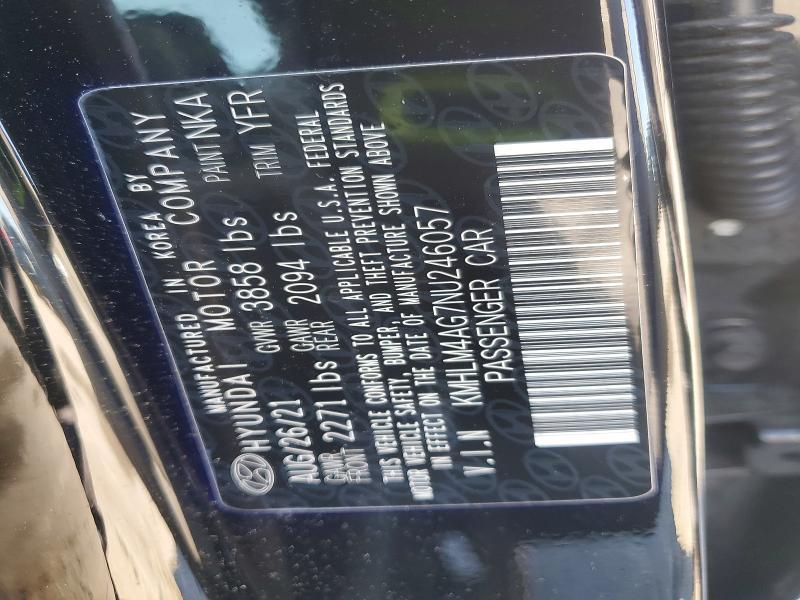 MANUFACTURED IN KOREA BY
HYUNDAI MOTOR COMPANY
AUG/26/21 GVWR 3858 lbs PAINT NKA
GAWR FRONT 2271 lbs GAWR REAR 2094 lbs TRIM YFR
THIS VEHICLE CONFORMS TO ALL APPLICABLE U.S.A. FEDERAL
MOTOR VEHICLE SAFETY, BUMPER, AND THEFT PREVENTION STANDARDS
IN EFFECT ON THE DATE OF MANUFACTURE SHOWN ABOVE
V.I.N KMHLM4AG7NU246057
PASSENGER CAR